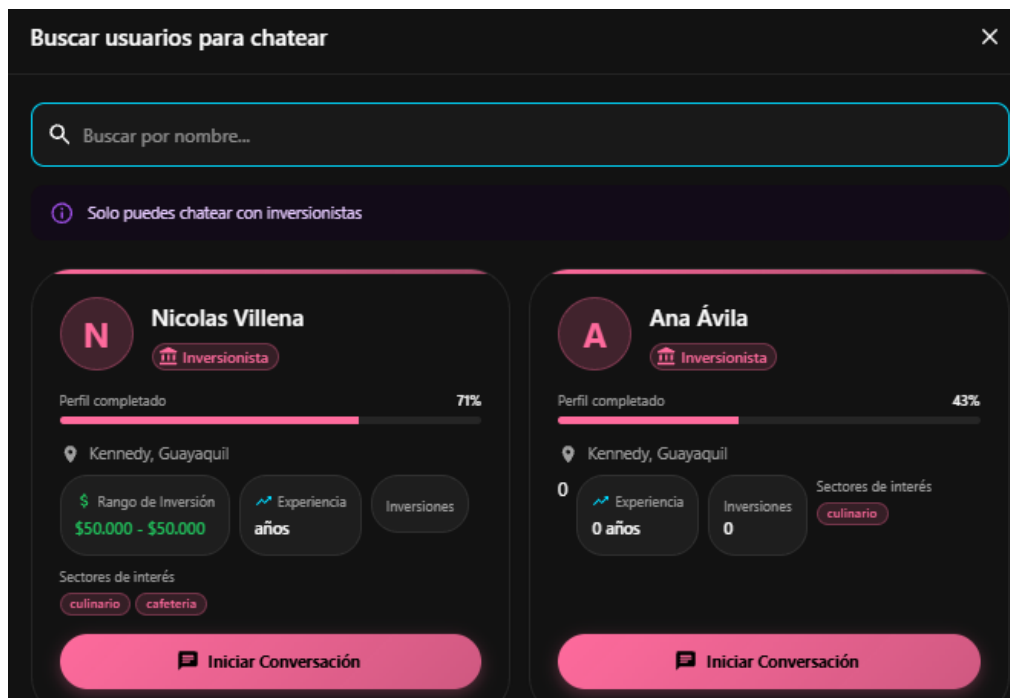 Buscar usuarios para chatear
Buscar por nombre...
Solo puedes chatear con inversionistas
N
Nicolas Villena
Inversionista
Perfil completado 71%
Kennedy, Guayaquil
$ Rango de Inversión
$50.000 - $50.000
Experiencia
años
Inversiones
Sectores de interés
culinario
cafeteria
Iniciar Conversación
A
Ana Ávila
Inversionista
Perfil completado 43%
Kennedy, Guayaquil
0
Experiencia
0 años
Inversiones
0
Sectores de interés
culinario
Iniciar Conversación